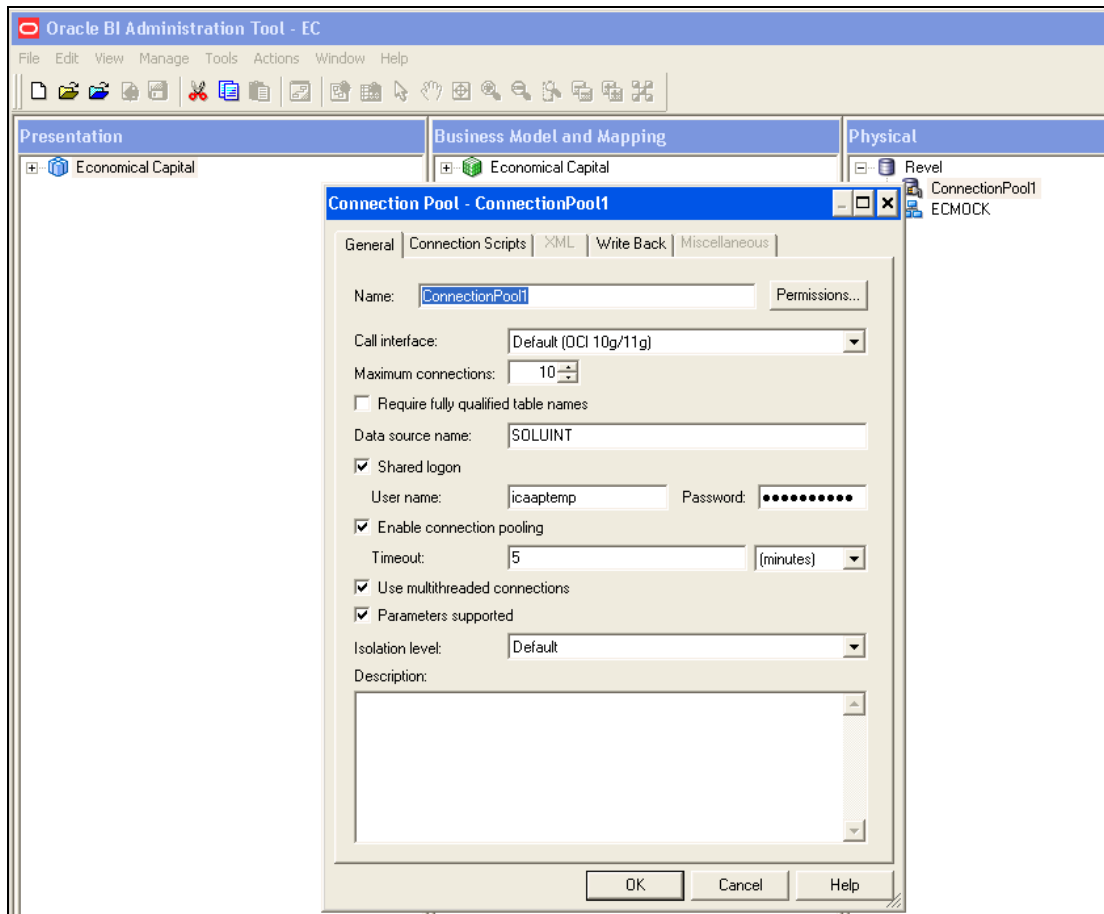 Oracle BI Administration Tool - EC
File Edit View Manage Tools Actions Window Help
Presentation
Business Model and Mapping
Physical
Economical Capital
Economical Capital
Revel
ConnectionPool1
ECMOCK
Connection Pool - ConnectionPool1
General Connection Scripts XML Write Back Miscellaneous
Name: ConnectionPool1 Permissions...
Call interface: Default (OCI 10g/11g)
Maximum connections: 10
Require fully qualified table names
Data source name: SOLUINT
Shared logon
User name: icaaptemp Password: ●●●●●●●●●●
Enable connection pooling
Timeout: 5 (minutes)
Use multithreaded connections
Parameters supported
Isolation level: Default
Description:
OK Cancel Help